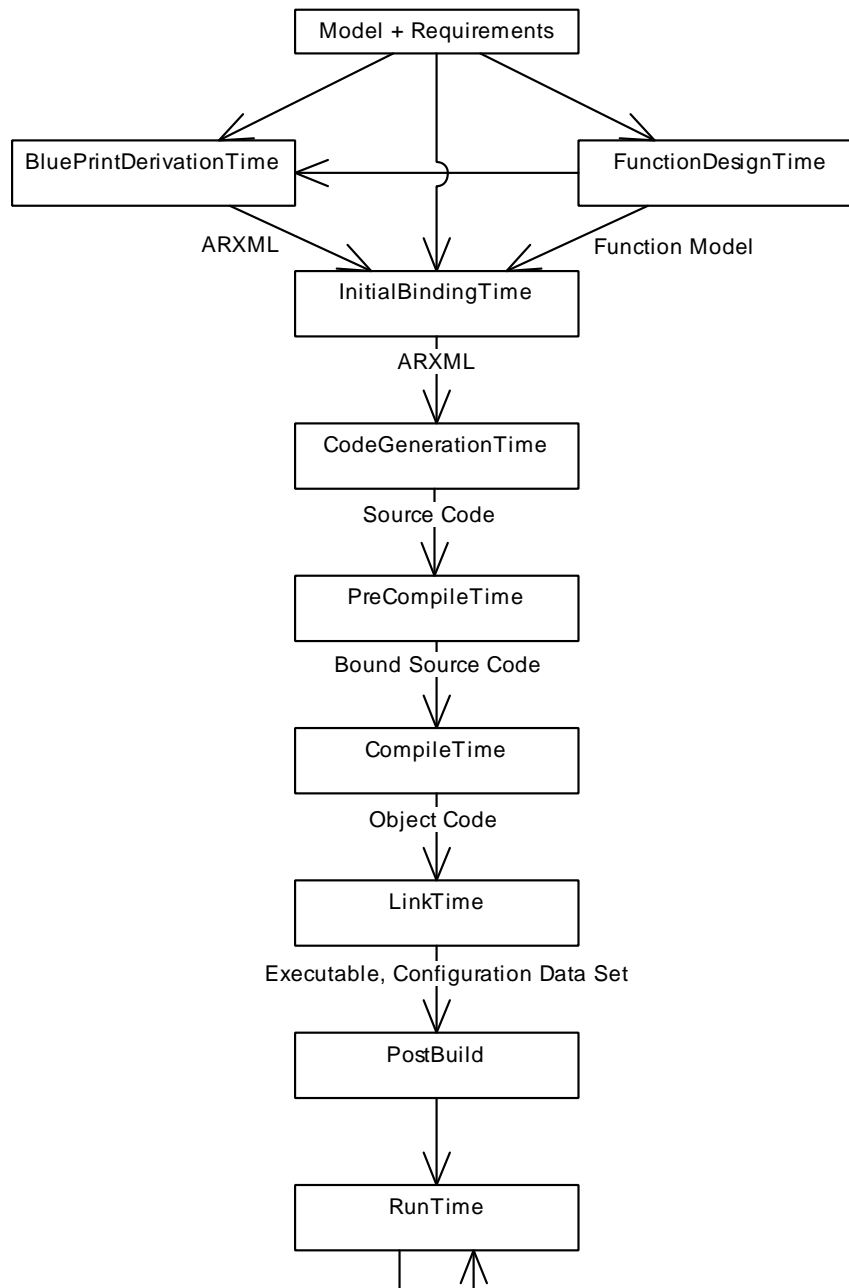 Model + Requirements
BluePrintDerivationTime
FunctionDesignTime
ARXML
Function Model
InitialBindingTime
ARXML
CodeGenerationTime
Source Code
PreCompileTime
Bound Source Code
CompileTime
Object Code
LinkTime
Executable, Configuration Data Set
PostBuild
RunTime